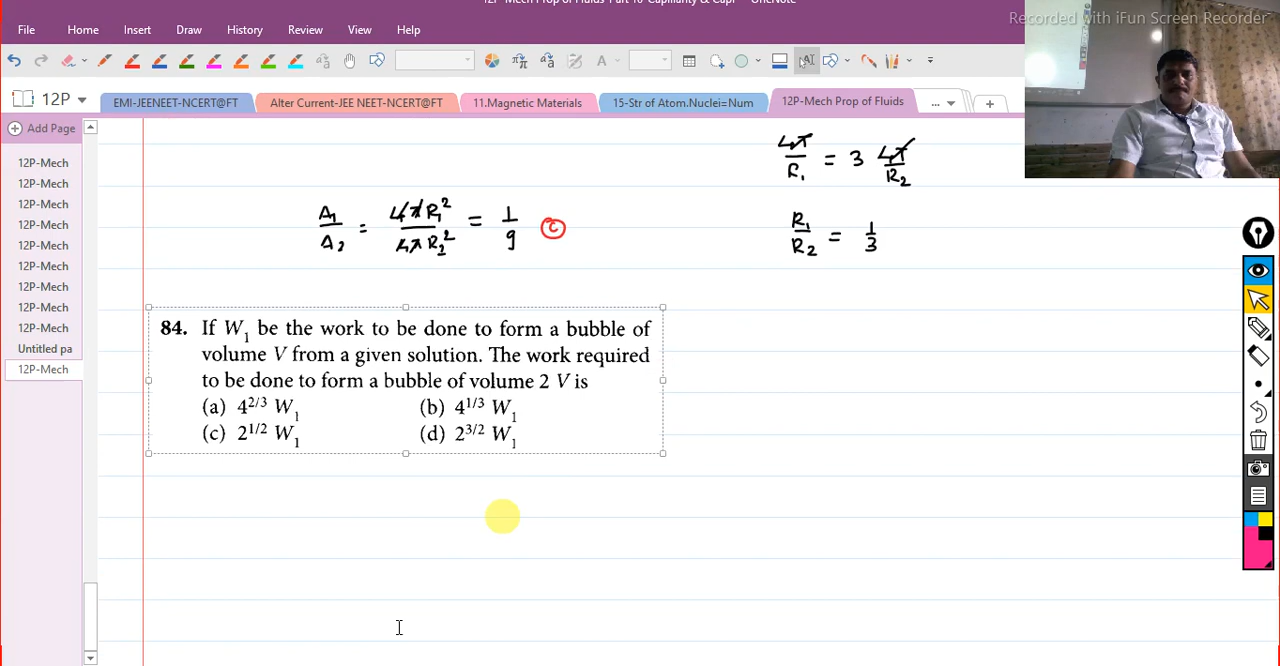 12P-Mech Prop of Fluids-Part 10-Capillarity & Capi - OneNote
Recorded with iFun Screen Recorder
File Home Insert Draw History Review View Help
12P EMI-JEENEET-NCERT@FT Alter Current-JEE NEET-NCERT@FT 11.Magnetic Materials 15-Str of Atom.Nuclei=Num 12P-Mech Prop of Fluids ...
Add Page
12P-Mech
12P-Mech
12P-Mech
12P-Mech
12P-Mech
12P-Mech
12P-Mech
12P-Mech
12P-Mech
Untitled pa
12P-Mech
4T/R₁ = 3 4T/R₂
A₁/A₂ = 4πR₁²/4πR₂² = 1/9 (c)
R₁/R₂ = 1/3
84. If W₁ be the work to be done to form a bubble of
volume V from a given solution. The work required
to be done to form a bubble of volume 2 V is
(a) 4^2/3 W₁ (b) 4^1/3 W₁
(c) 2^1/2 W₁ (d) 2^3/2 W₁